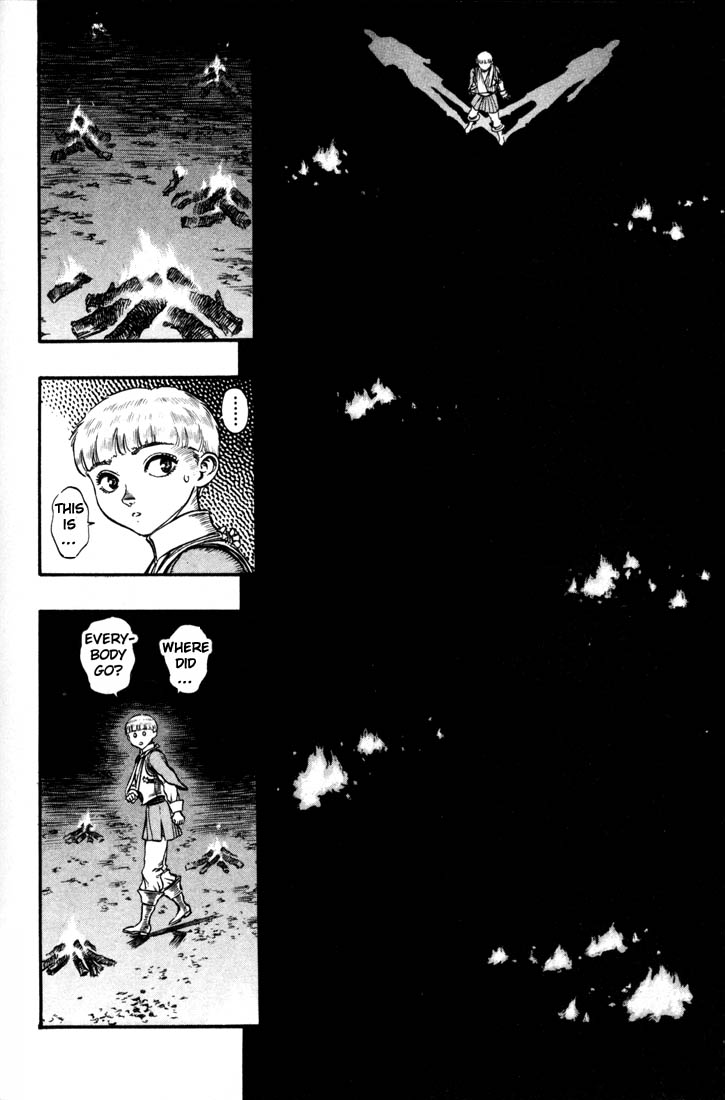 ......
THIS
IS
...
WHERE
DID
...
EVERY-
BODY
GO?